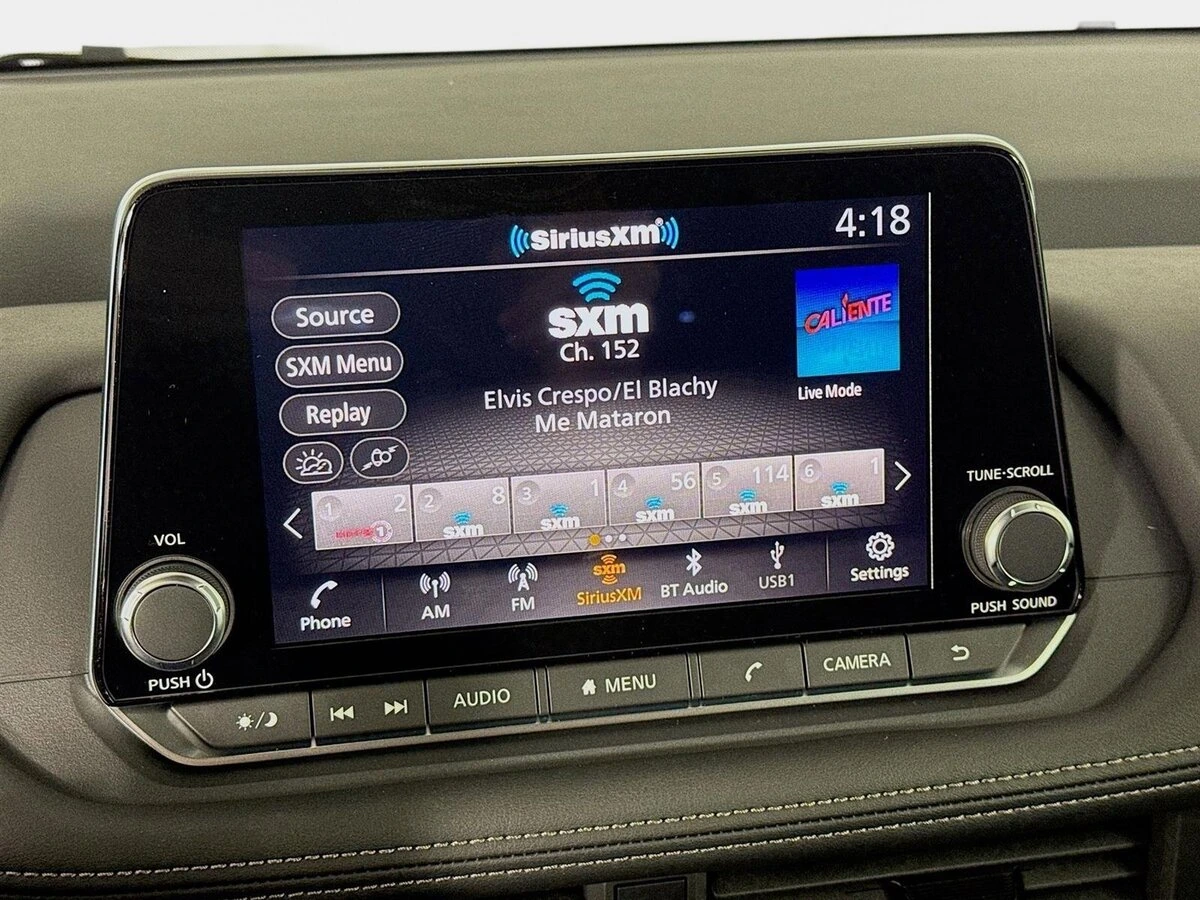 SiriusXM®
4:18
Source
SXM Menu
Replay
sxm
Ch. 152
Elvis Crespo/El Blachy
Me Mataron
CALIENTE
Live Mode
1 2
2 8 sxm
3 1 sxm
4 56 sxm
5 114 sxm
6 1 sxm
Phone
AM
FM
sxm
SiriusXM
BT Audio
USB1
Settings
VOL
PUSH
TUNE·SCROLL
PUSH SOUND
AUDIO
MENU
CAMERA